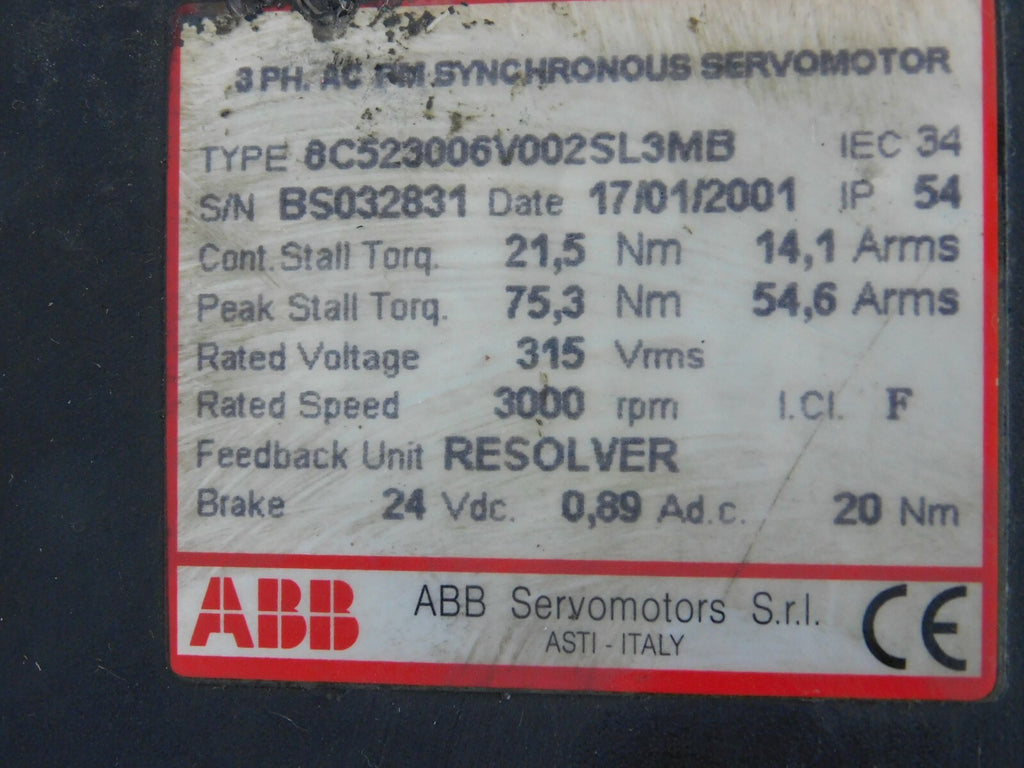 3 PH. AC PM SYNCHRONOUS SERVOMOTOR
TYPE 8C523006V002SL3MB IEC 34
S/N BS032831 Date 17/01/2001 IP 54
Cont. Stall Torq. 21,5 Nm 14,1 Arms
Peak Stall Torq. 75,3 Nm 54,6 Arms
Rated Voltage 315 Vrms
Rated Speed 3000 rpm I.Cl. F
Feedback Unit RESOLVER
Brake 24 Vdc. 0,89 Ad.c. 20 Nm
ABB ABB Servomotors S.r.l. CE
ASTI - ITALY